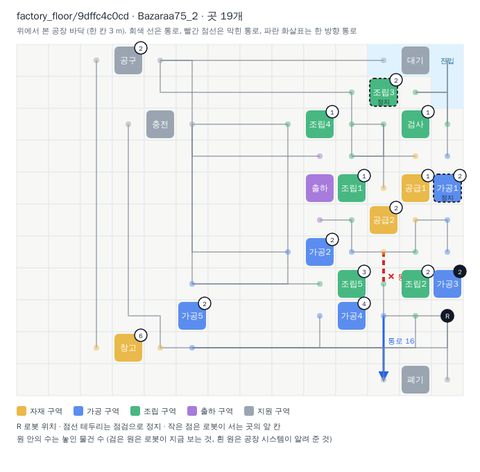 factory_floor/9dffc4c0cd · Bazaraa75_2 · 곳 19개
위에서 본 공장 바닥 (한 칸 3 m). 회색 선은 통로, 빨간 점선은 막힌 통로, 파란 화살표는 한 방향 통로
공구 2
대기
전립
조립3 2
정지
충전
조립4 1
검사 1
출하
조립1 1
공급1 1
가공1 2
정지
공급2 2
가공2 1
조립5 3
조립2 2
가공3 2
가공5 2
가공4 4
R
통로 16
창고 6
폐기
자재 구역
가공 구역
조립 구역
출하 구역
지원 구역
R 로봇 위치 · 점선 테두리는 점검으로 정지 · 작은 점은 로봇이 서는 곳의 앞 칸
원 안의 수는 놓인 물건 수 (검은 원은 로봇이 지금 보는 것, 흰 원은 공장 시스템이 알려 준 것)